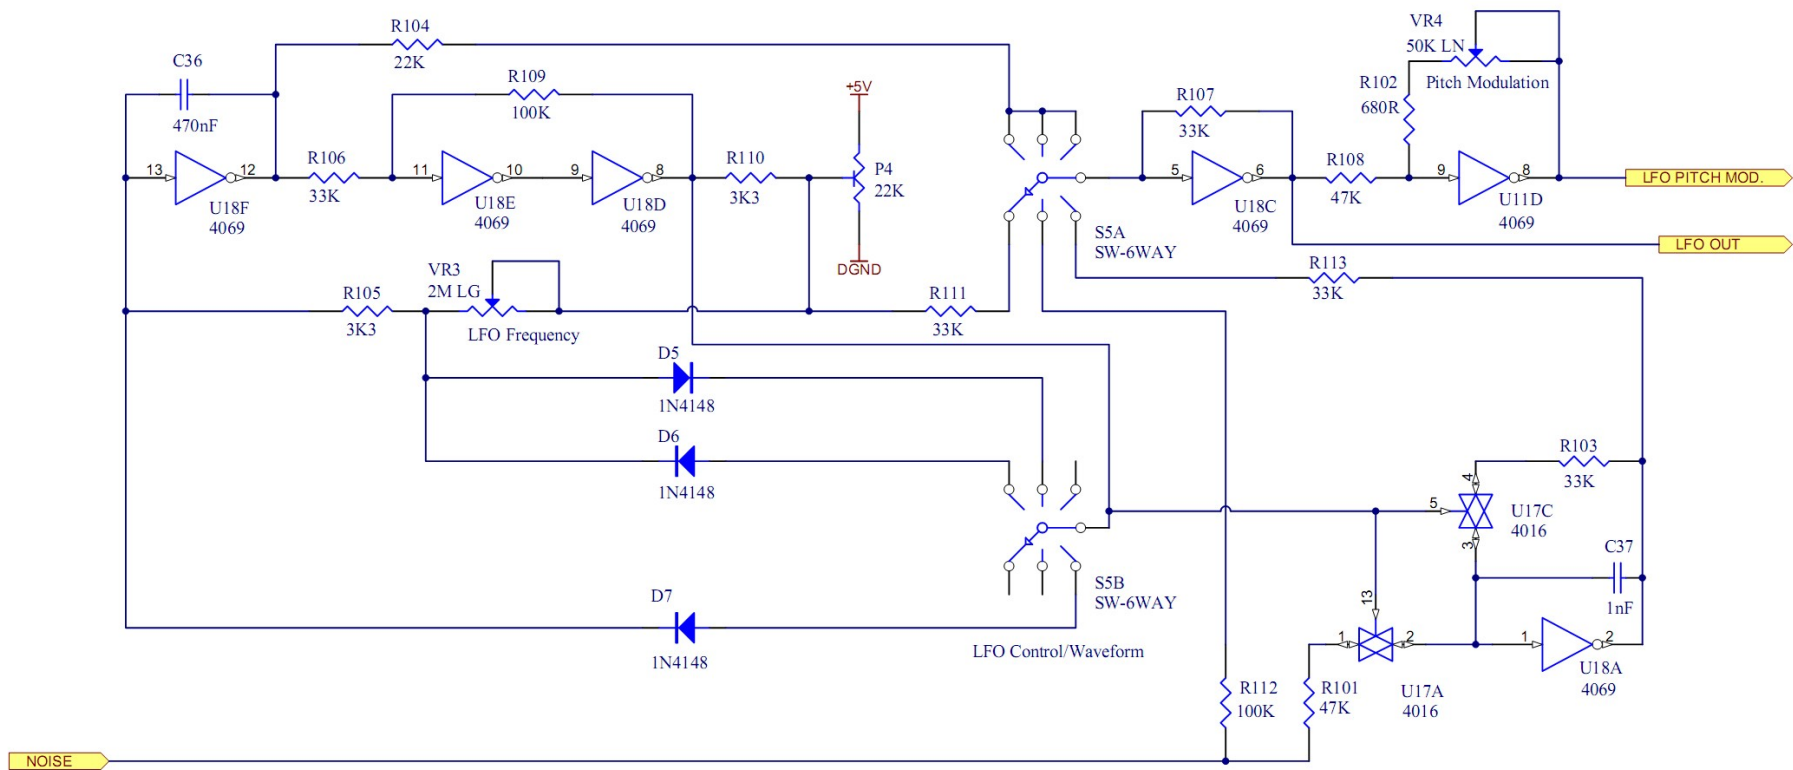 R104
22K
C36
470nF
R109
100K
+5V
VR4
50K LN
Pitch Modulation
R102
680R
R107
33K
13
12
U18F
4069
R106
33K
11
10
U18E
4069
9
8
U18D
4069
R110
3K3
P4
22K
DGND
5
6
U18C
4069
R108
47K
9
8
U11D
4069
LFO PITCH MOD.
LFO OUT
S5A
SW-6WAY
R113
33K
R105
3K3
VR3
2M LG
LFO Frequency
R111
33K
D5
1N4148
D6
1N4148
D7
1N4148
S5B
SW-6WAY
LFO Control/Waveform
R103
33K
4
5
3
U17C
4016
C37
1nF
13
1
2
U17A
4016
1
2
U18A
4069
R112
100K
R101
47K
NOISE